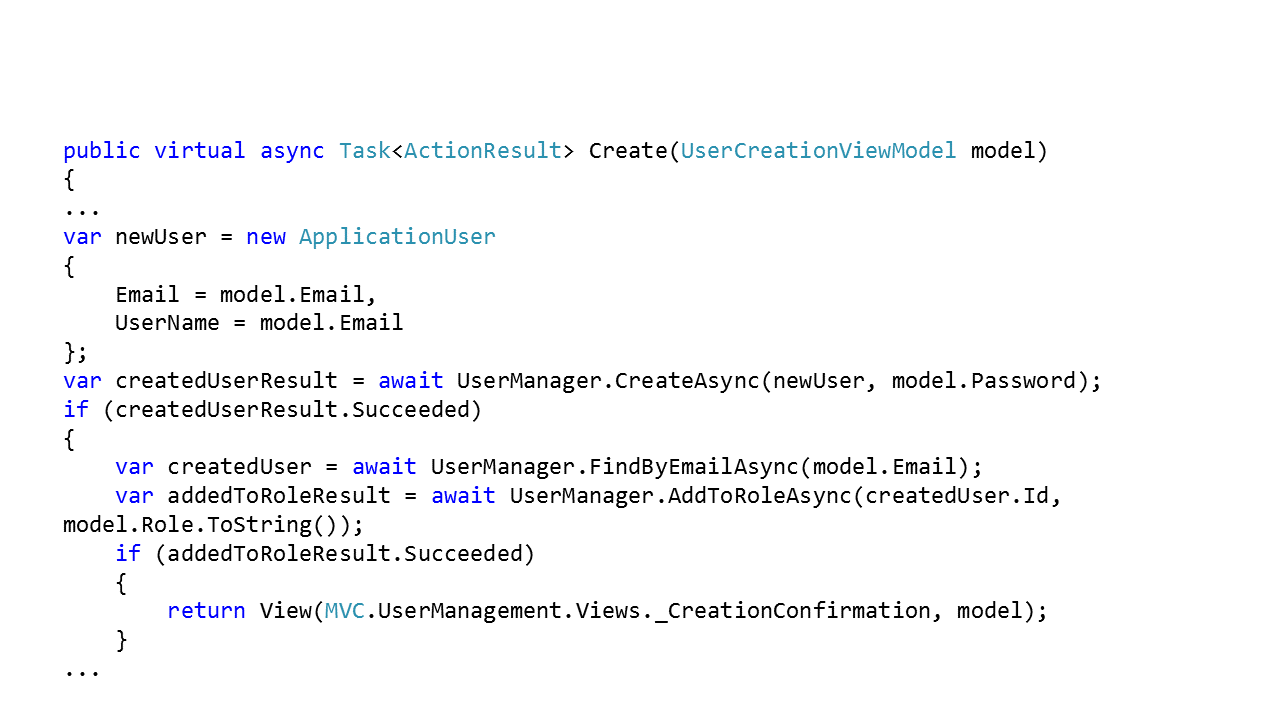 public virtual async Task<ActionResult> Create(UserCreationViewModel model)
{
...
var newUser = new ApplicationUser
{
    Email = model.Email,
    UserName = model.Email
};
var createdUserResult = await UserManager.CreateAsync(newUser, model.Password);
if (createdUserResult.Succeeded)
{
    var createdUser = await UserManager.FindByEmailAsync(model.Email);
    var addedToRoleResult = await UserManager.AddToRoleAsync(createdUser.Id,
model.Role.ToString());
    if (addedToRoleResult.Succeeded)
    {
        return View(MVC.UserManagement.Views._CreationConfirmation, model);
    }
...